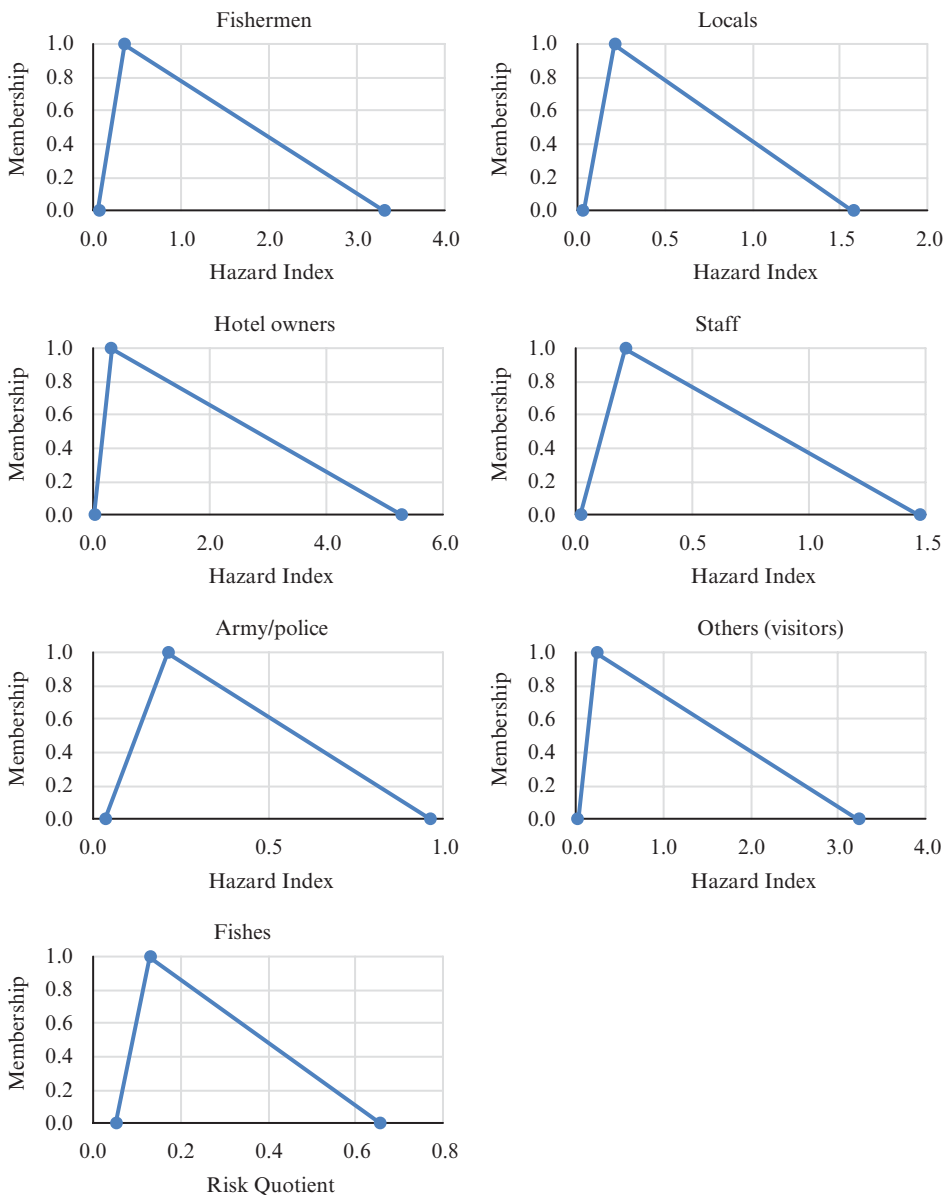 Fishermen
1.0
0.8
0.6
0.4
0.2
0.0
Membership
0.0 1.0 2.0 3.0 4.0
Hazard Index
Locals
1.0
0.8
0.6
0.4
0.2
0.0
Membership
0.0 0.5 1.0 1.5 2.0
Hazard Index
Hotel owners
1.0
0.8
0.6
0.4
0.2
0.0
Membership
0.0 2.0 4.0 6.0
Hazard Index
Staff
1.0
0.8
0.6
0.4
0.2
0.0
Membership
0.0 0.5 1.0 1.5
Hazard Index
Army/police
1.0
0.8
0.6
0.4
0.2
0.0
Membership
0.0 0.5 1.0
Hazard Index
Others (visitors)
1.0
0.8
0.6
0.4
0.2
0.0
Membership
0.0 1.0 2.0 3.0 4.0
Hazard Index
Fishes
1.0
0.8
0.6
0.4
0.2
0.0
Membership
0.0 0.2 0.4 0.6 0.8
Risk Quotient